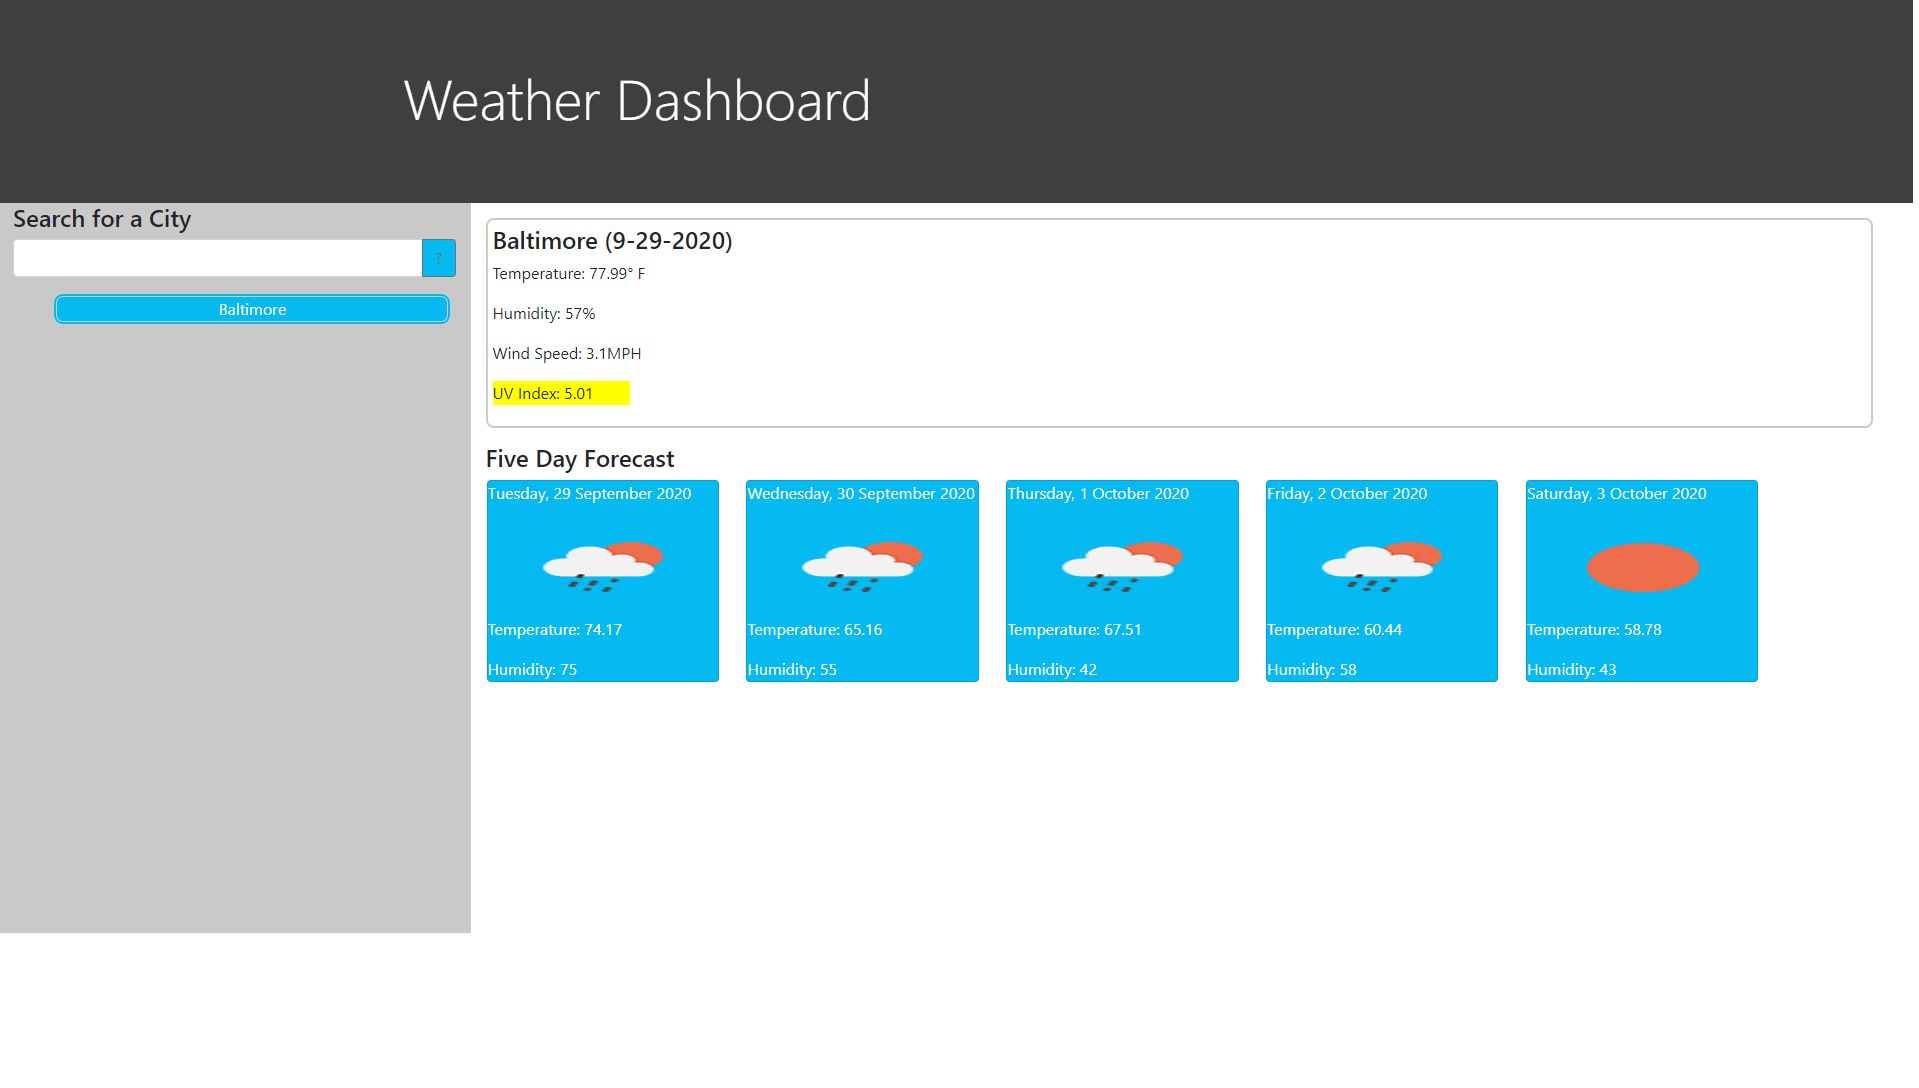 Weather Dashboard
Search for a City
?
Baltimore
Baltimore (9-29-2020)
Temperature: 77.99° F
Humidity: 57%
Wind Speed: 3.1MPH
UV Index: 5.01
Five Day Forecast
Tuesday, 29 September 2020
Temperature: 74.17
Humidity: 75
Wednesday, 30 September 2020
Temperature: 65.16
Humidity: 55
Thursday, 1 October 2020
Temperature: 67.51
Humidity: 42
Friday, 2 October 2020
Temperature: 60.44
Humidity: 58
Saturday, 3 October 2020
Temperature: 58.78
Humidity: 43